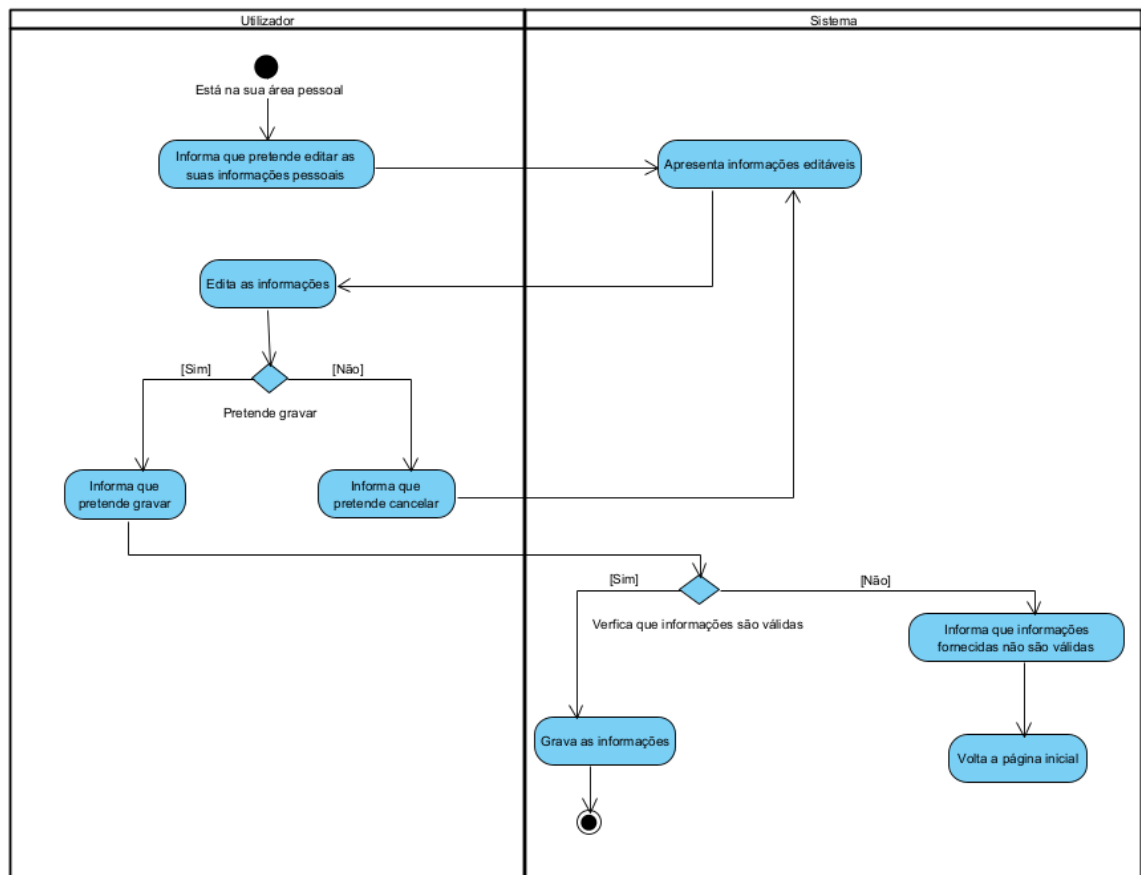 Utilizador
Sistema
Está na sua área pessoal
Informa que pretende editar as
suas informações pessoais
Apresenta informações editáveis
Edita as informações
[Sim]
[Não]
Pretende gravar
Informa que
pretende gravar
Informa que
pretende cancelar
[Sim]
[Não]
Verfica que informações são válidas
Informa que informações
fornecidas não são válidas
Grava as informações
Volta a página inicial